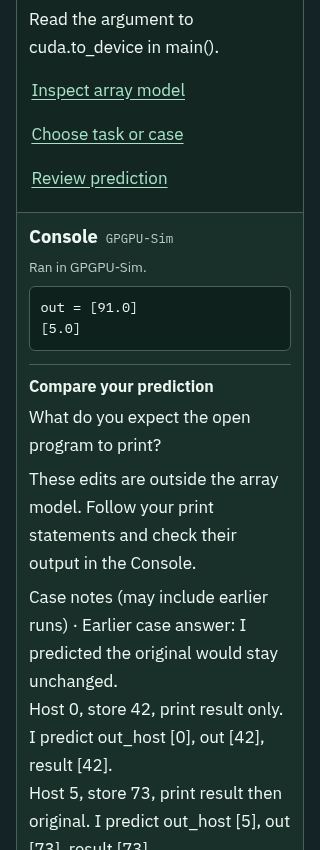 Read the argument to
cuda.to_device in main().
Inspect array model
Choose task or case
Review prediction
Console GPGPU-Sim
Ran in GPGPU-Sim.
out = [91.0]
[5.0]
Compare your prediction
What do you expect the open
program to print?
These edits are outside the array
model. Follow your print
statements and check their
output in the Console.
Case notes (may include earlier
runs) · Earlier case answer: I
predicted the original would stay
unchanged.
Host 0, store 42, print result only.
I predict out_host [0], out [42],
result [42].
Host 5, store 73, print result then
original. I predict out_host [5], out
[73], result [73].